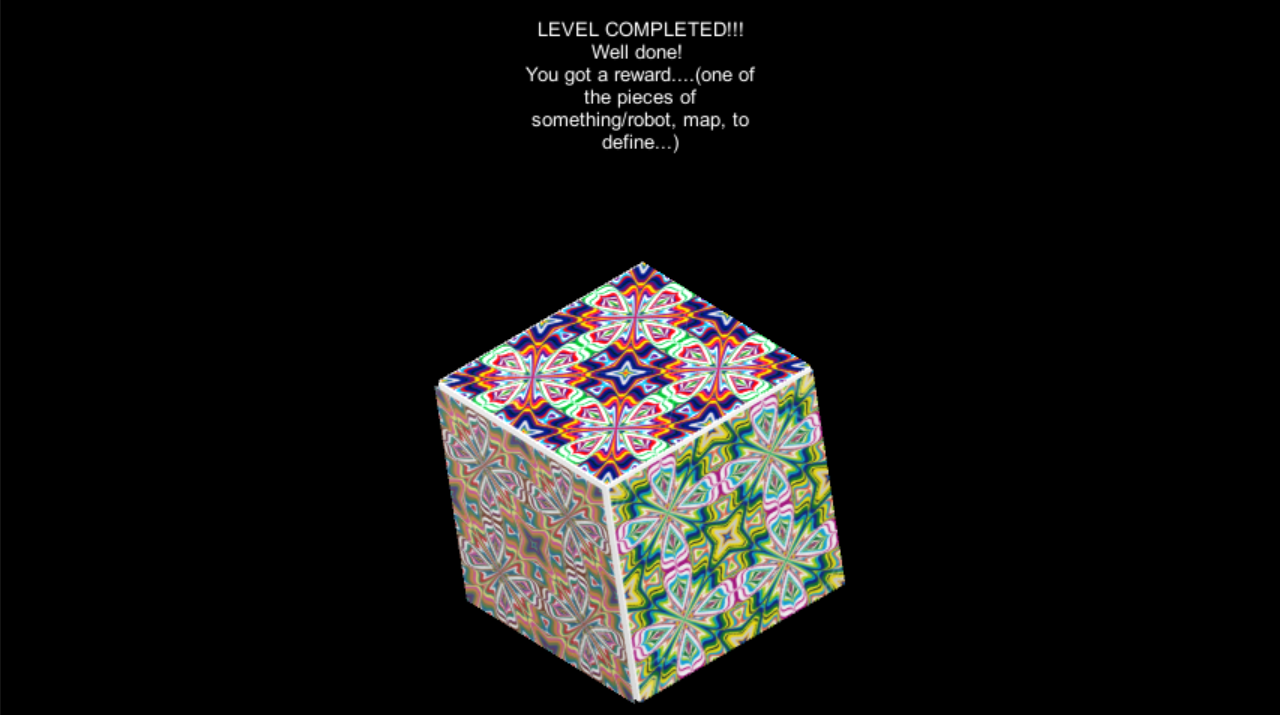 LEVEL COMPLETED!!!
Well done!
You got a reward....(one of
the pieces of
something/robot, map, to
define...)